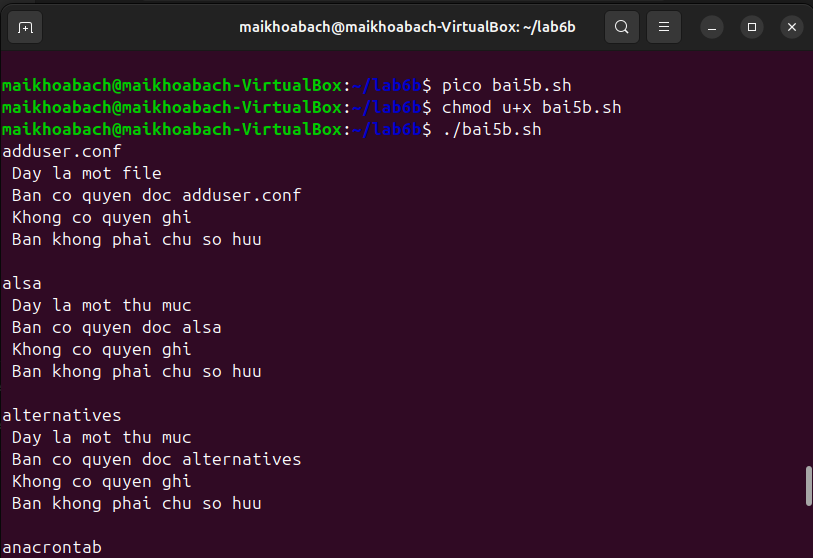 maikhoabach@maikhoabach-VirtualBox: ~/lab6b
maikhoabach@maikhoabach-VirtualBox:~/lab6b$ pico bai5b.sh
maikhoabach@maikhoabach-VirtualBox:~/lab6b$ chmod u+x bai5b.sh
maikhoabach@maikhoabach-VirtualBox:~/lab6b$ ./bai5b.sh
adduser.conf
Day la mot file
Ban co quyen doc adduser.conf
Khong co quyen ghi
Ban khong phai chu so huu
alsa
Day la mot thu muc
Ban co quyen doc alsa
Khong co quyen ghi
Ban khong phai chu so huu
alternatives
Day la mot thu muc
Ban co quyen doc alternatives
Khong co quyen ghi
Ban khong phai chu so huu
anacrontab